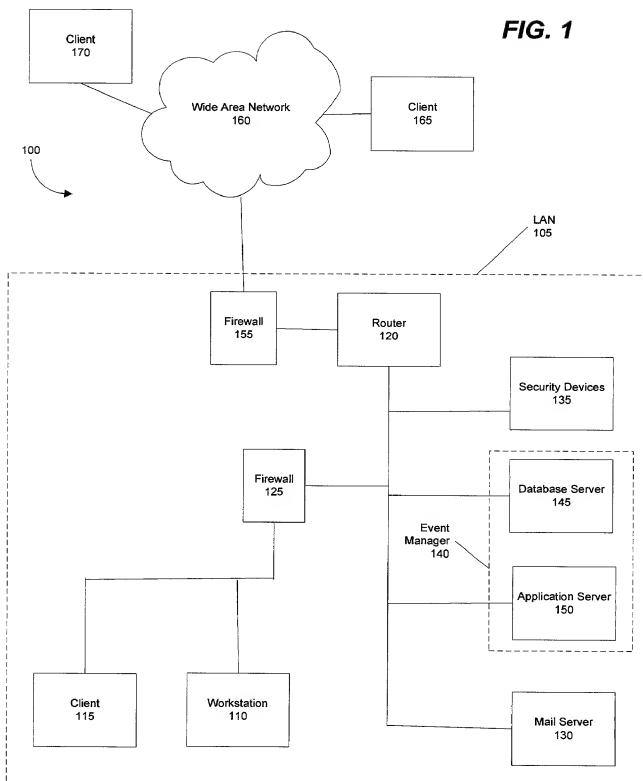 FIG. 1
Client
170
Wide Area Network
160
Client
165
100
LAN
105
Firewall
155
Router
120
Security Devices
135
Firewall
125
Database Server
145
Event
Manager
140
Application Server
150
Client
115
Workstation
110
Mail Server
130